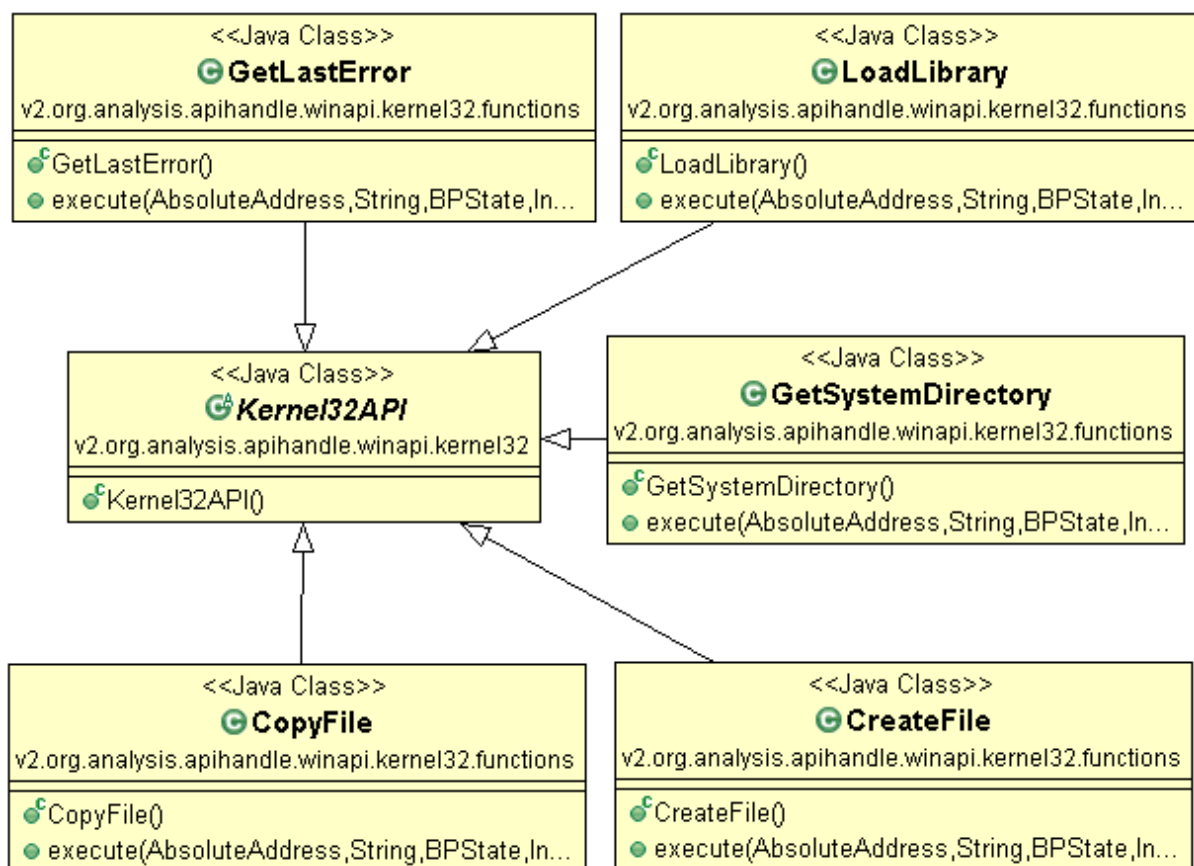 <<Java Class>>
GetLastError
v2.org.analysis.apihandle.winapi.kernel32.functions
GetLastError()
execute(AbsoluteAddress,String,BPState,In...
<<Java Class>>
LoadLibrary
v2.org.analysis.apihandle.winapi.kernel32.functions
LoadLibrary()
execute(AbsoluteAddress,String,BPState,In...
<<Java Class>>
Kernel32API
v2.org.analysis.apihandle.winapi.kernel32
Kernel32API()
<<Java Class>>
GetSystemDirectory
v2.org.analysis.apihandle.winapi.kernel32.functions
GetSystemDirectory()
execute(AbsoluteAddress,String,BPState,In...
<<Java Class>>
CopyFile
v2.org.analysis.apihandle.winapi.kernel32.functions
CopyFile()
execute(AbsoluteAddress,String,BPState,In...
<<Java Class>>
CreateFile
v2.org.analysis.apihandle.winapi.kernel32.functions
CreateFile()
execute(AbsoluteAddress,String,BPState,In...